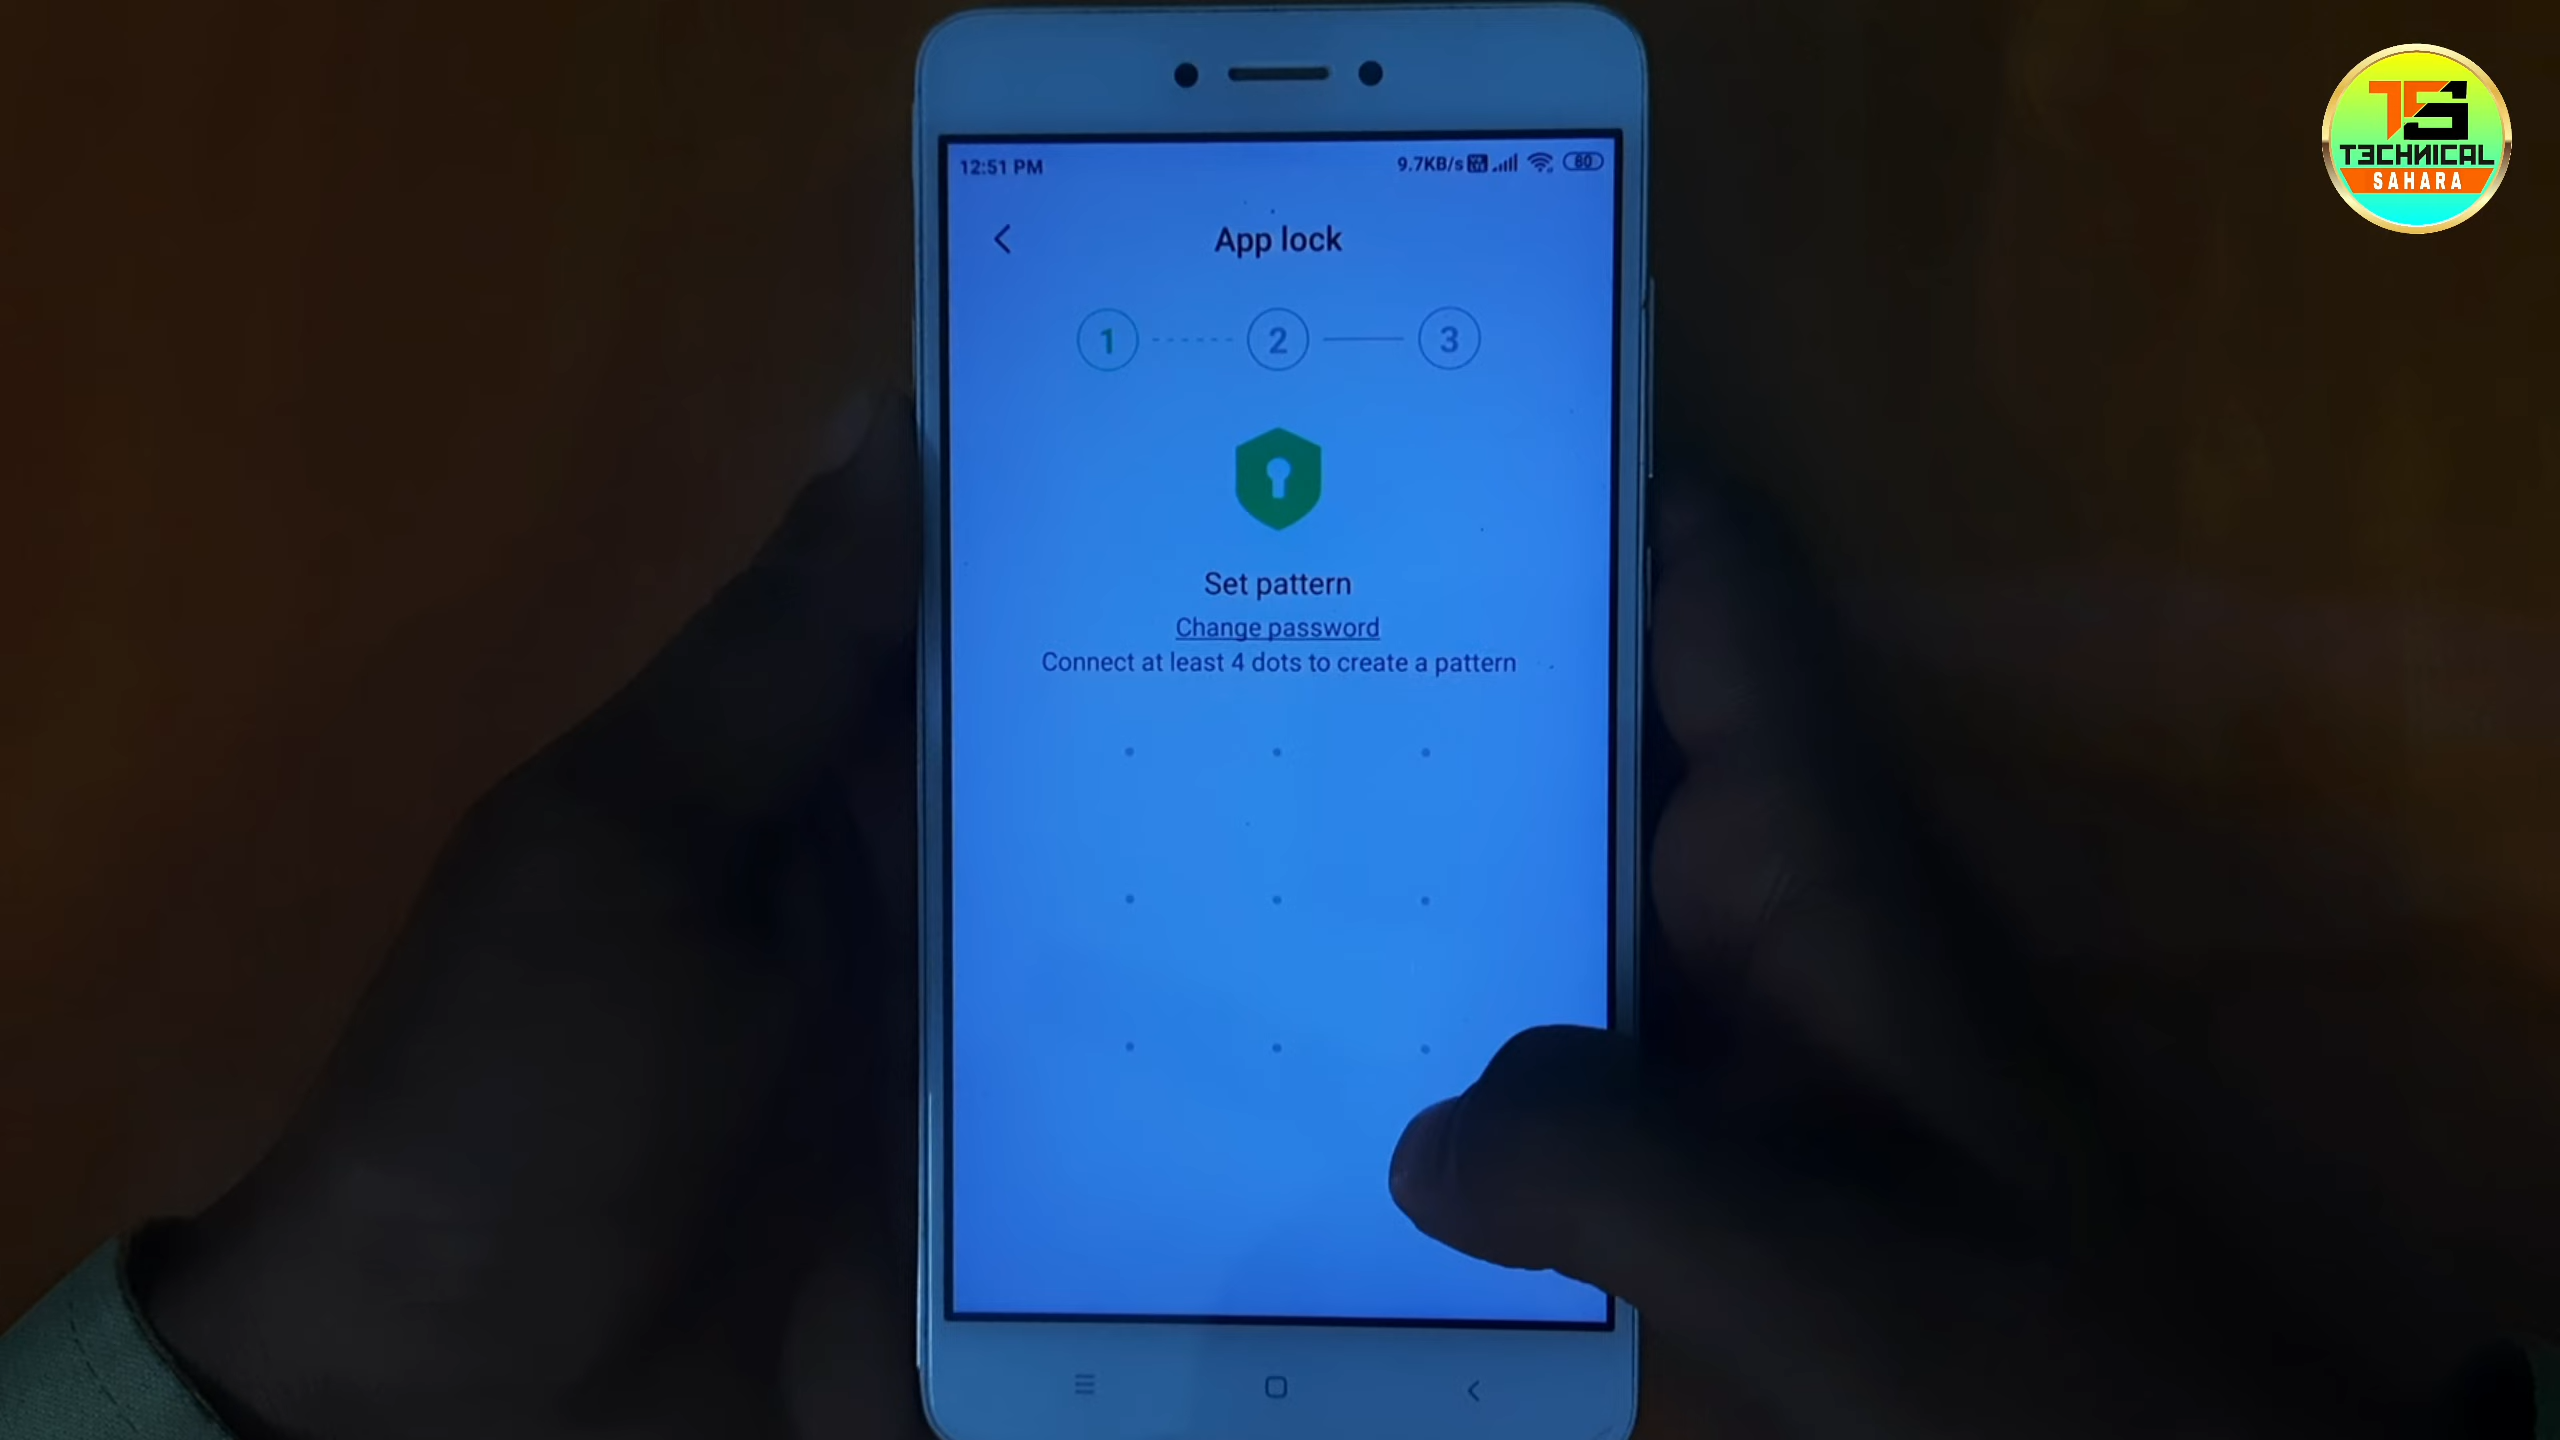 12:51 PM
9.7KB/s
80
App lock
1
2
3
Set pattern
Change password
Connect at least 4 dots to create a pattern
TS
TECHNICAL
SAHARA